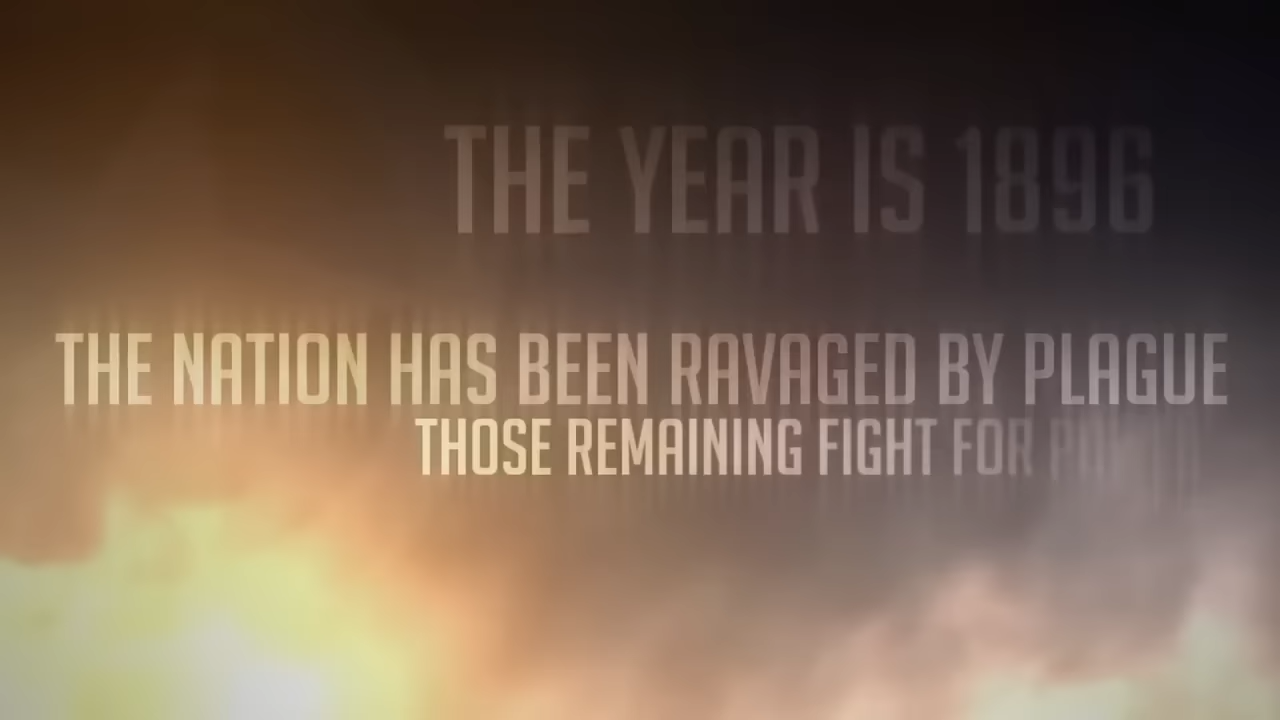 THE YEAR IS 1896
THE NATION HAS BEEN RAVAGED BY PLAGUE
THOSE REMAINING FIGHT FOR